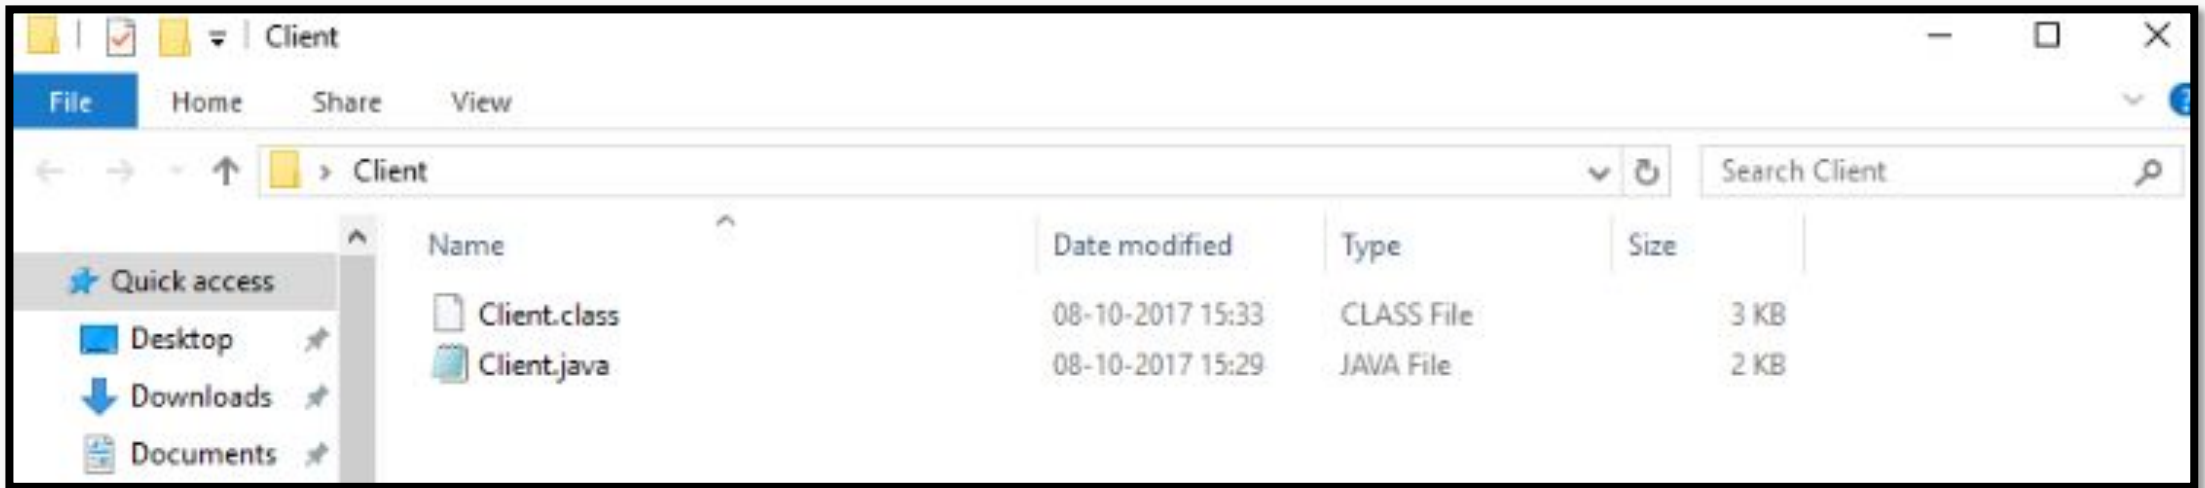 Client
File Home Share View
Client Search Client
Name Date modified Type Size
Quick access
Client.class 08-10-2017 15:33 CLASS File 3 KB
Desktop
Client.java 08-10-2017 15:29 JAVA File 2 KB
Downloads
Documents